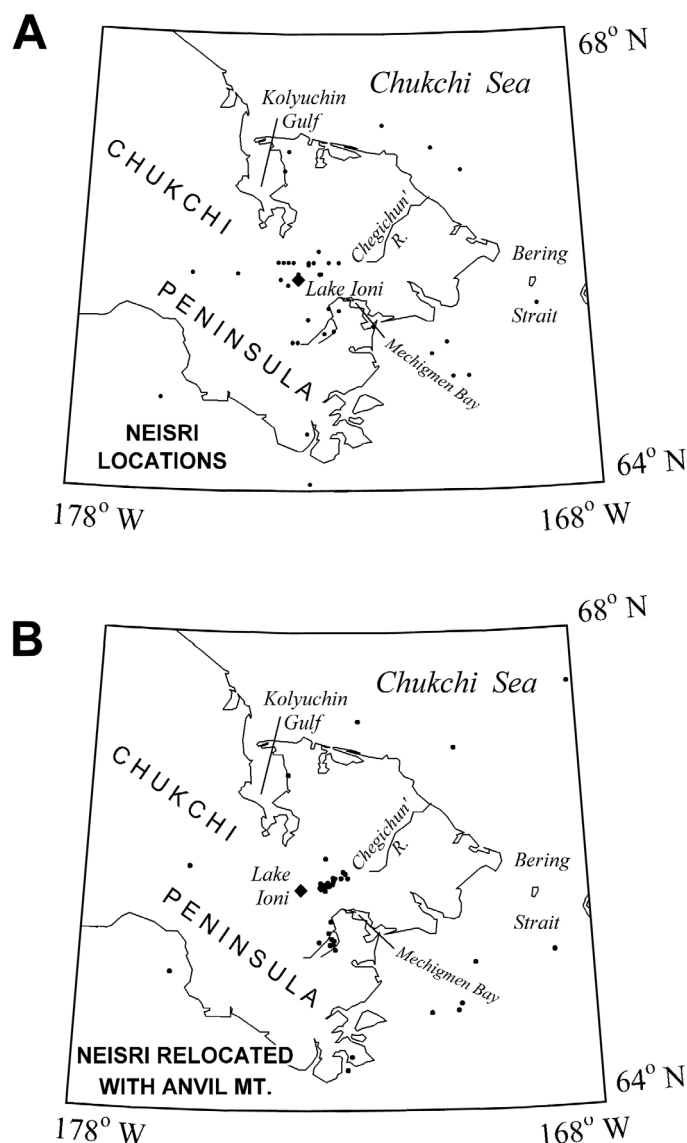 A
68° N
Chukchi Sea
Kolyuchin
Gulf
CHUKCHI
Chegichun'
R.
Bering
Strait
Lake Ioni
PENINSULA
Mechigmen Bay
NEISRI
LOCATIONS
64° N
178° W
168° W
B
68° N
Chukchi Sea
Kolyuchin
Gulf
CHUKCHI
Chegichun'
R.
Lake
Ioni
Bering
Strait
PENINSULA
Mechigmen Bay
NEISRI RELOCATED
WITH ANVIL MT.
64° N
178° W
168° W